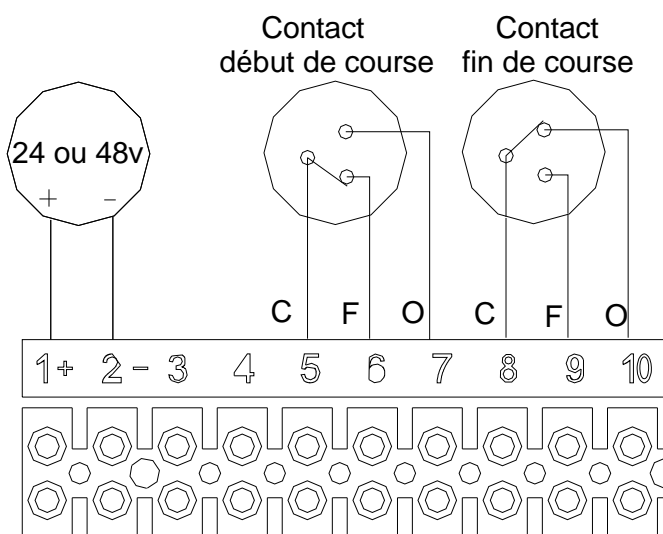 Contact
début de course
Contact
fin de course
24 ou 48v
+ -
C F O C F O
1+ 2- 3 4 5 6 7 8 9 10